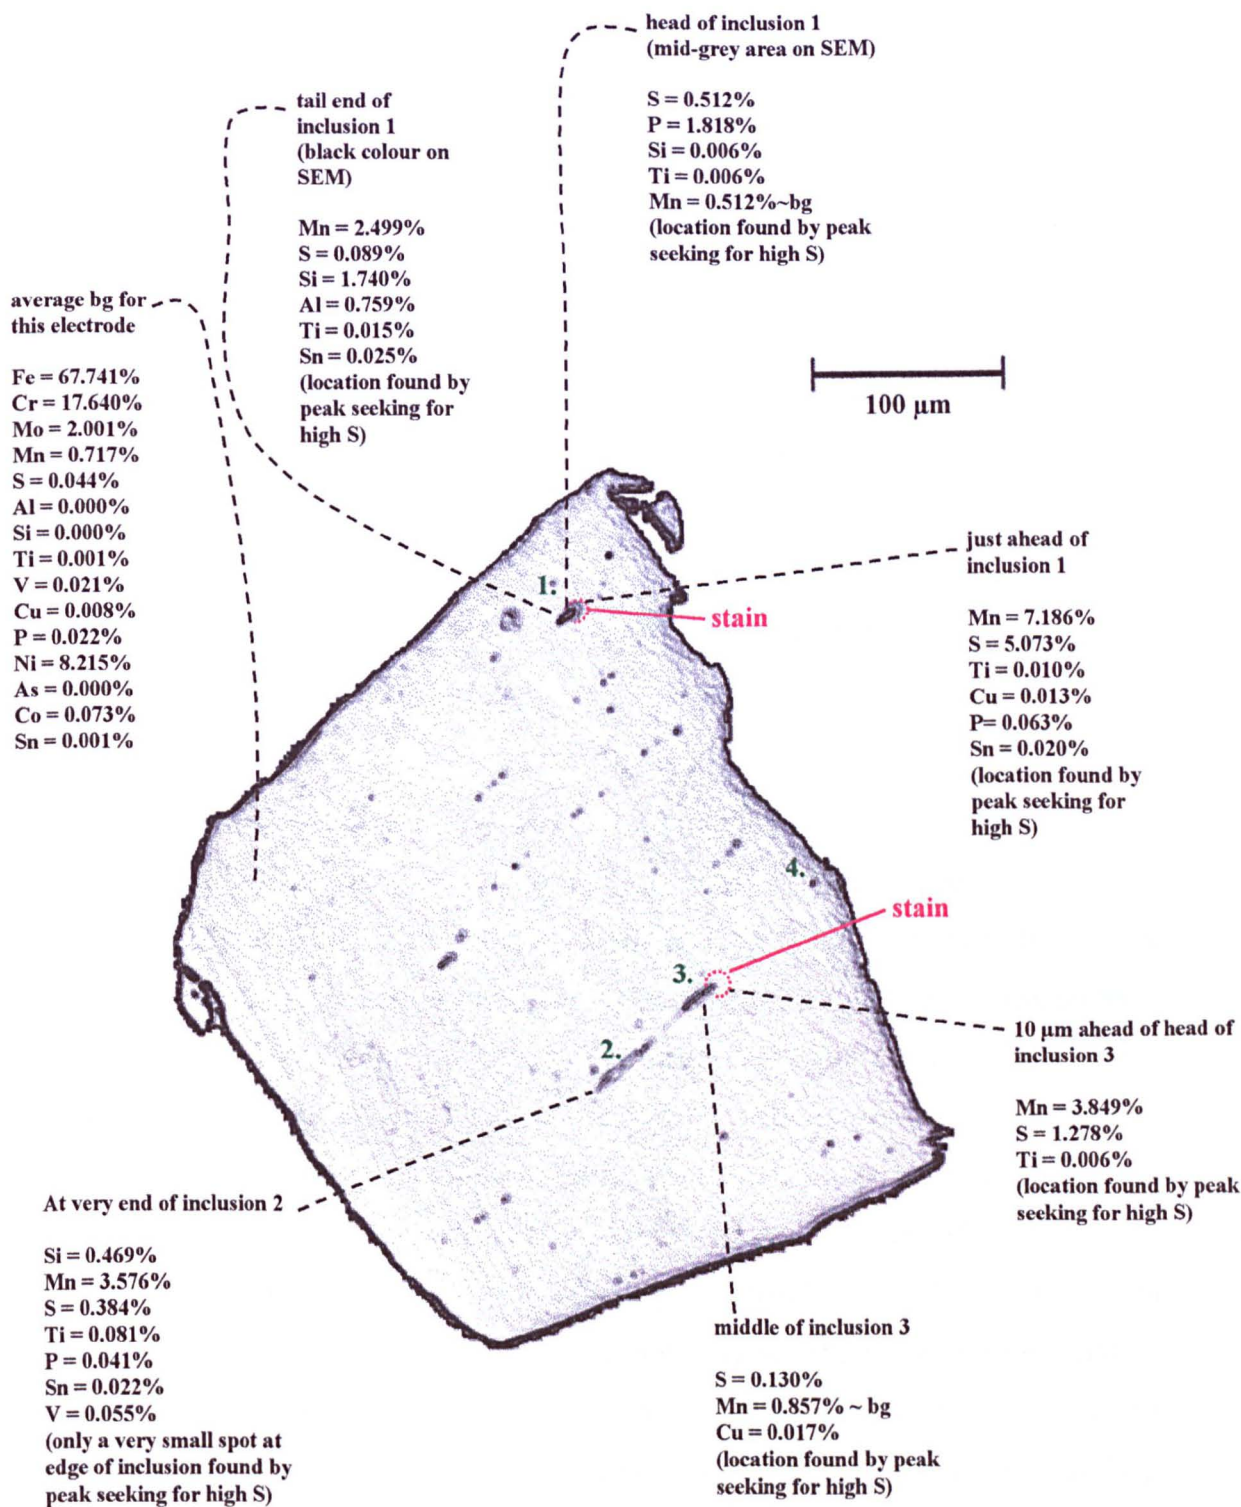 head of inclusion 1
(mid-grey area on SEM)
S = 0.512%
P = 1.818%
Si = 0.006%
Ti = 0.006%
Mn = 0.512%~bg
(location found by peak
seeking for high S)
tail end of
inclusion 1
(black colour on
SEM)
Mn = 2.499%
S = 0.089%
Si = 1.740%
Al = 0.759%
Ti = 0.015%
Sn = 0.025%
(location found by
peak seeking for
high S)
average bg for
this electrode
Fe = 67.741%
Cr = 17.640%
Mo = 2.001%
Mn = 0.717%
S = 0.044%
Al = 0.000%
Si = 0.000%
Ti = 0.001%
V = 0.021%
Cu = 0.008%
P = 0.022%
Ni = 8.215%
As = 0.000%
Co = 0.073%
Sn = 0.001%
100 μm
just ahead of
inclusion 1
Mn = 7.186%
S = 5.073%
Ti = 0.010%
Cu = 0.013%
P= 0.063%
Sn = 0.020%
(location found by
peak seeking for
high S)
1.
stain
4.
stain
3.
2.
10 μm ahead of head of
inclusion 3
Mn = 3.849%
S = 1.278%
Ti = 0.006%
(location found by peak
seeking for high S)
At very end of inclusion 2
Si = 0.469%
Mn = 3.576%
S = 0.384%
Ti = 0.081%
P = 0.041%
Sn = 0.022%
V = 0.055%
(only a very small spot at
edge of inclusion found by
peak seeking for high S)
middle of inclusion 3
S = 0.130%
Mn = 0.857% ~ bg
Cu = 0.017%
(location found by peak
seeking for high S)